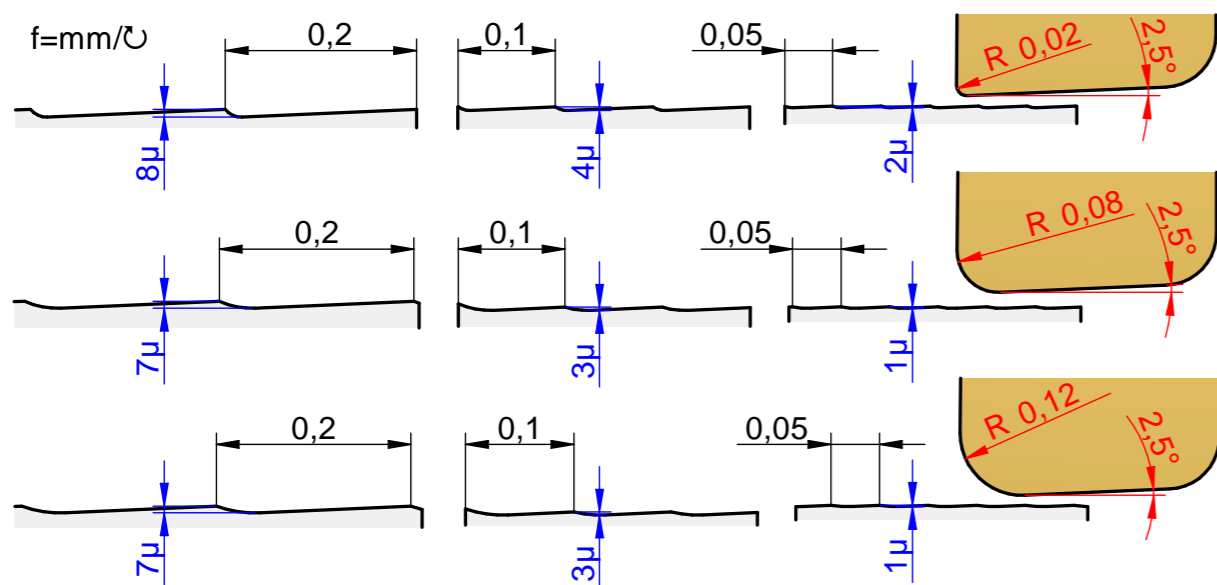 f=mm/↻
0,2
0,1
0,05
R 0,02
2,5°
8µ
4µ
2µ
0,2
0,1
0,05
R 0,08
2,5°
7µ
3µ
1µ
0,2
0,1
0,05
R 0,12
2,5°
7µ
3µ
1µ